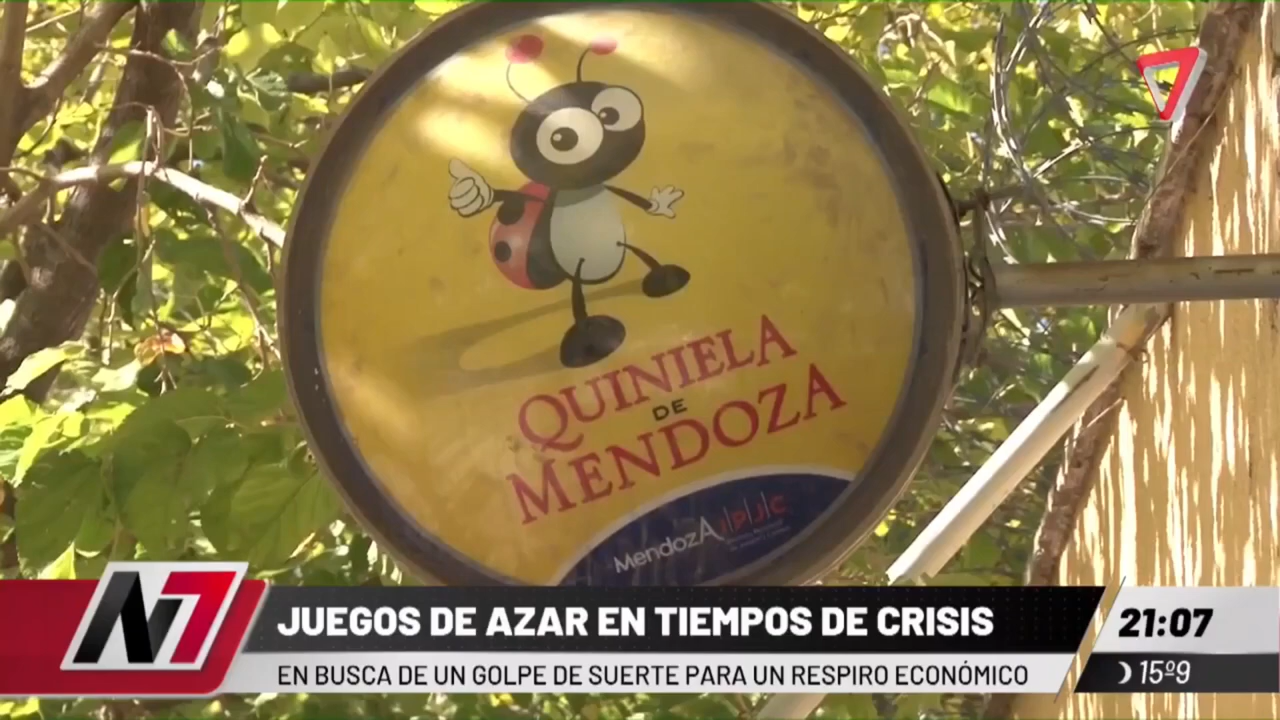 QUINIELA
DE
MENDOZA
MendozA IPJC
N7
JUEGOS DE AZAR EN TIEMPOS DE CRISIS
EN BUSCA DE UN GOLPE DE SUERTE PARA UN RESPIRO ECONÓMICO
21:07
15º9